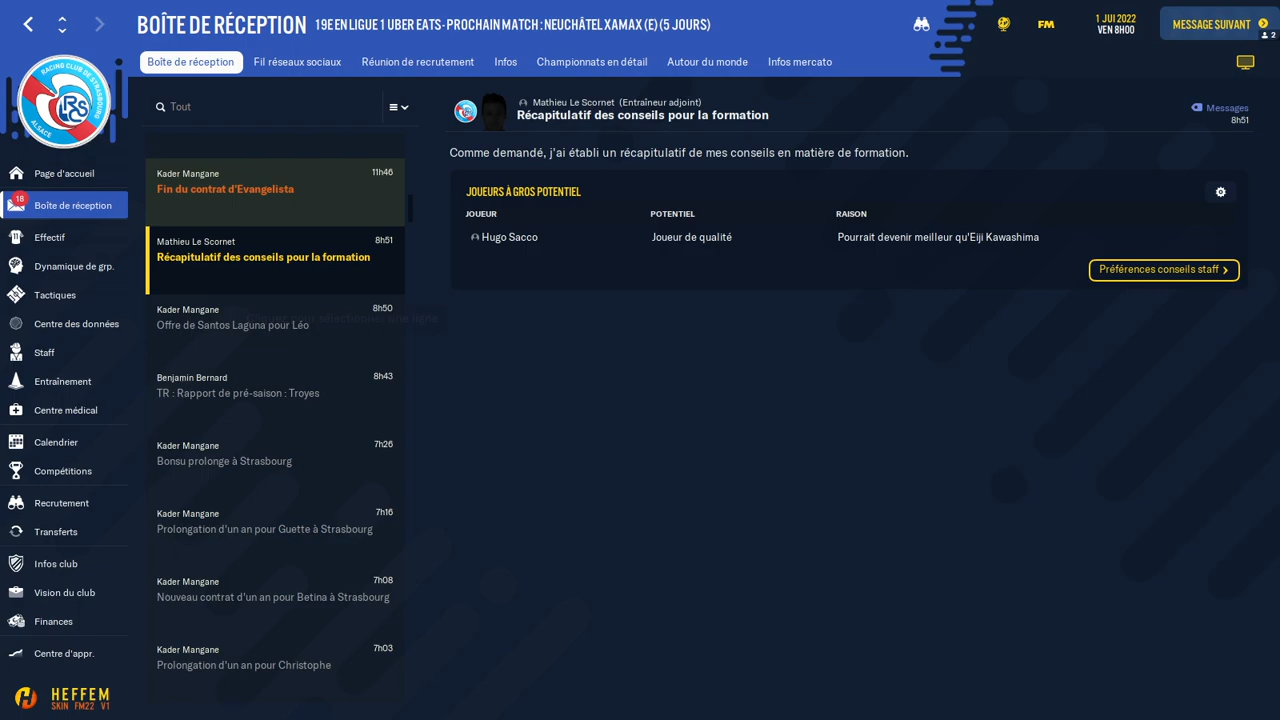 BOÎTE DE RÉCEPTION
19E EN LIGUE 1 UBER EATS - PROCHAIN MATCH : NEUCHÂTEL XAMAX (E) (5 JOURS)
FM
1 JUI 2022
VEN 8H00
MESSAGE SUIVANT
2
Boîte de réception
Fil réseaux sociaux
Réunion de recrutement
Infos
Championnats en détail
Autour du monde
Infos mercato
RACING CLUB DE STRASBOURG
RCS
ALSACE
Page d'accueil
18
Boîte de réception
Effectif
Dynamique de grp.
Tactiques
Centre des données
Staff
Entraînement
Centre médical
Calendrier
Compétitions
Recrutement
Transferts
Infos club
Vision du club
Finances
Centre d'appr.
HEFFEM
SKIN FM22 V1
Tout
Kader Mangane
11h46
Fin du contrat d'Evangelista
Mathieu Le Scornet
8h51
Récapitulatif des conseils pour la formation
Kader Mangane
8h50
Offre de Santos Laguna pour Léo
Benjamin Bernard
8h43
TR : Rapport de pré-saison : Troyes
Kader Mangane
7h26
Bonsu prolonge à Strasbourg
Kader Mangane
7h16
Prolongation d'un an pour Guette à Strasbourg
Kader Mangane
7h08
Nouveau contrat d'un an pour Betina à Strasbourg
Kader Mangane
7h03
Prolongation d'un an pour Christophe
Mathieu Le Scornet (Entraîneur adjoint)
Récapitulatif des conseils pour la formation
Messages
8h51
Comme demandé, j'ai établi un récapitulatif de mes conseils en matière de formation.
JOUEURS À GROS POTENTIEL
JOUEUR POTENTIEL RAISON
Hugo Sacco Joueur de qualité Pourrait devenir meilleur qu'Eiji Kawashima
Préférences conseils staff